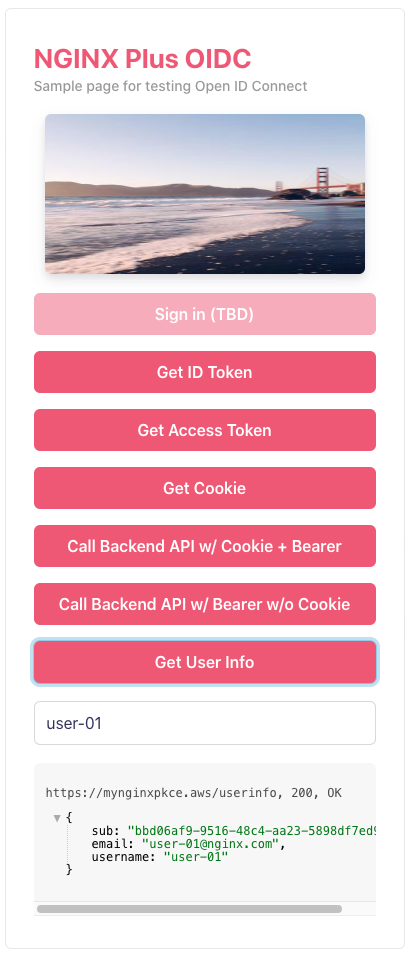 NGINX Plus OIDC
Sample page for testing Open ID Connect
Sign in (TBD)
Get ID Token
Get Access Token
Get Cookie
Call Backend API w/ Cookie + Bearer
Call Backend API w/ Bearer w/o Cookie
Get User Info
user-01
https://mynginxpkce.aws/userinfo, 200, OK
▼ {
sub: "bbd06af9-9516-48c4-aa23-5898df7ed9
email: "user-01@nginx.com",
username: "user-01"
}